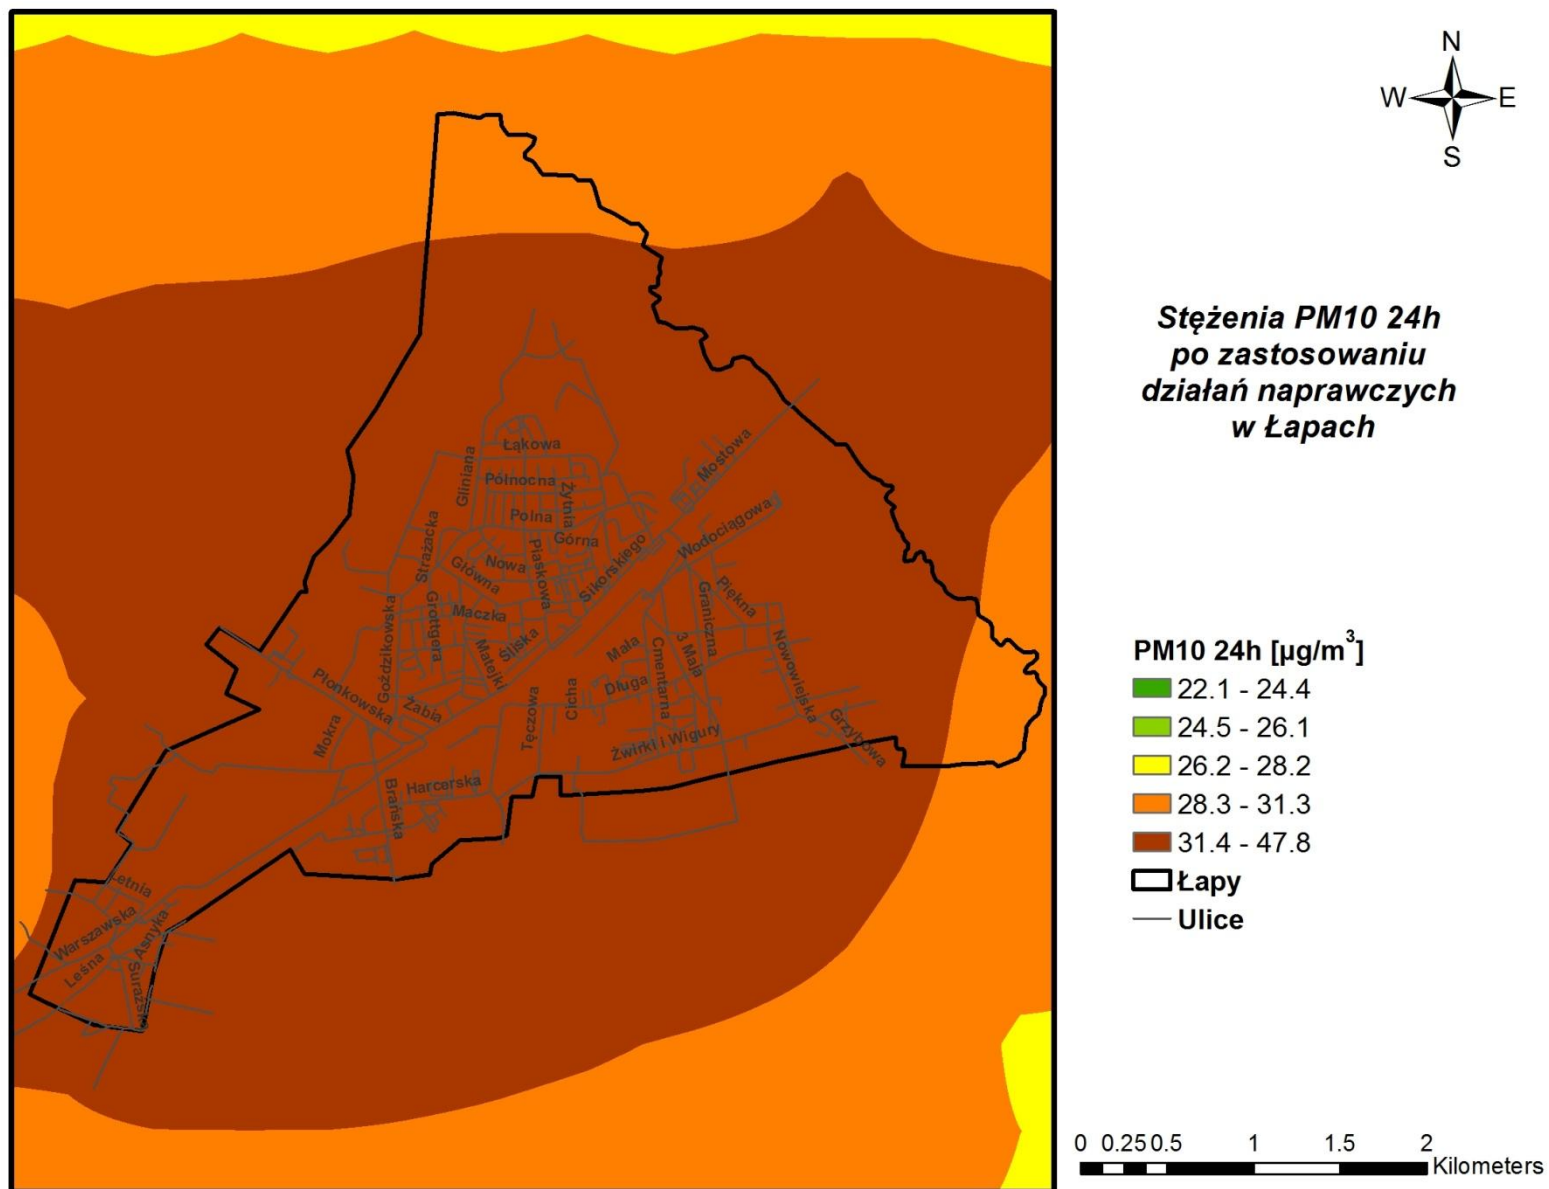 N
W E
S
Stężenia PM10 24h
po zastosowaniu
działań naprawczych
w Łapach
PM10 24h [µg/m³]
22.1 - 24.4
24.5 - 26.1
26.2 - 28.2
28.3 - 31.3
31.4 - 47.8
Łapy
Ulice
0 0.25 0.5 1 1.5 2
Kilometers
Łąkowa
Mostowa
Gliniana
Północna
Żytnia
Polna
Wodociągowa
Strażacka
Górna
Piaskowa
Nowa
Sikorskiego
Główna
Piękna
Graniczna
Goździkowska
Grottgera
Maczka
Śliska
Matejki
Mała
3 Maja
Cmentarna
Nowowiejska
Płonkowska
Żabia
Długa
Cicha
Tęczowa
Mokra
Grzybowa
Żwirki i Wigury
Harcerska
Brańska
Letnia
Warszawska
Asnyka
Leśna
Suraska